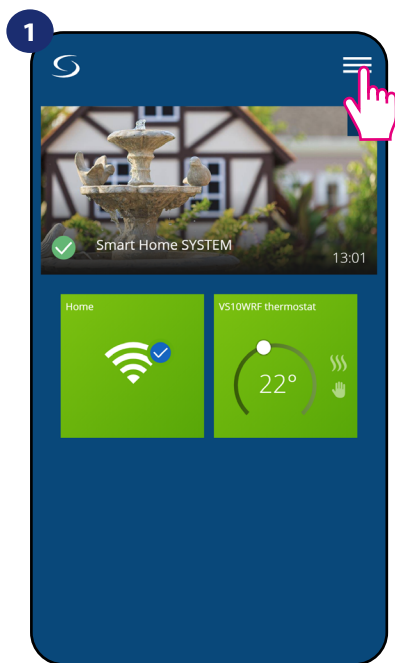 1
Smart Home SYSTEM
13:01
Home
VS10WRF thermostat
22°